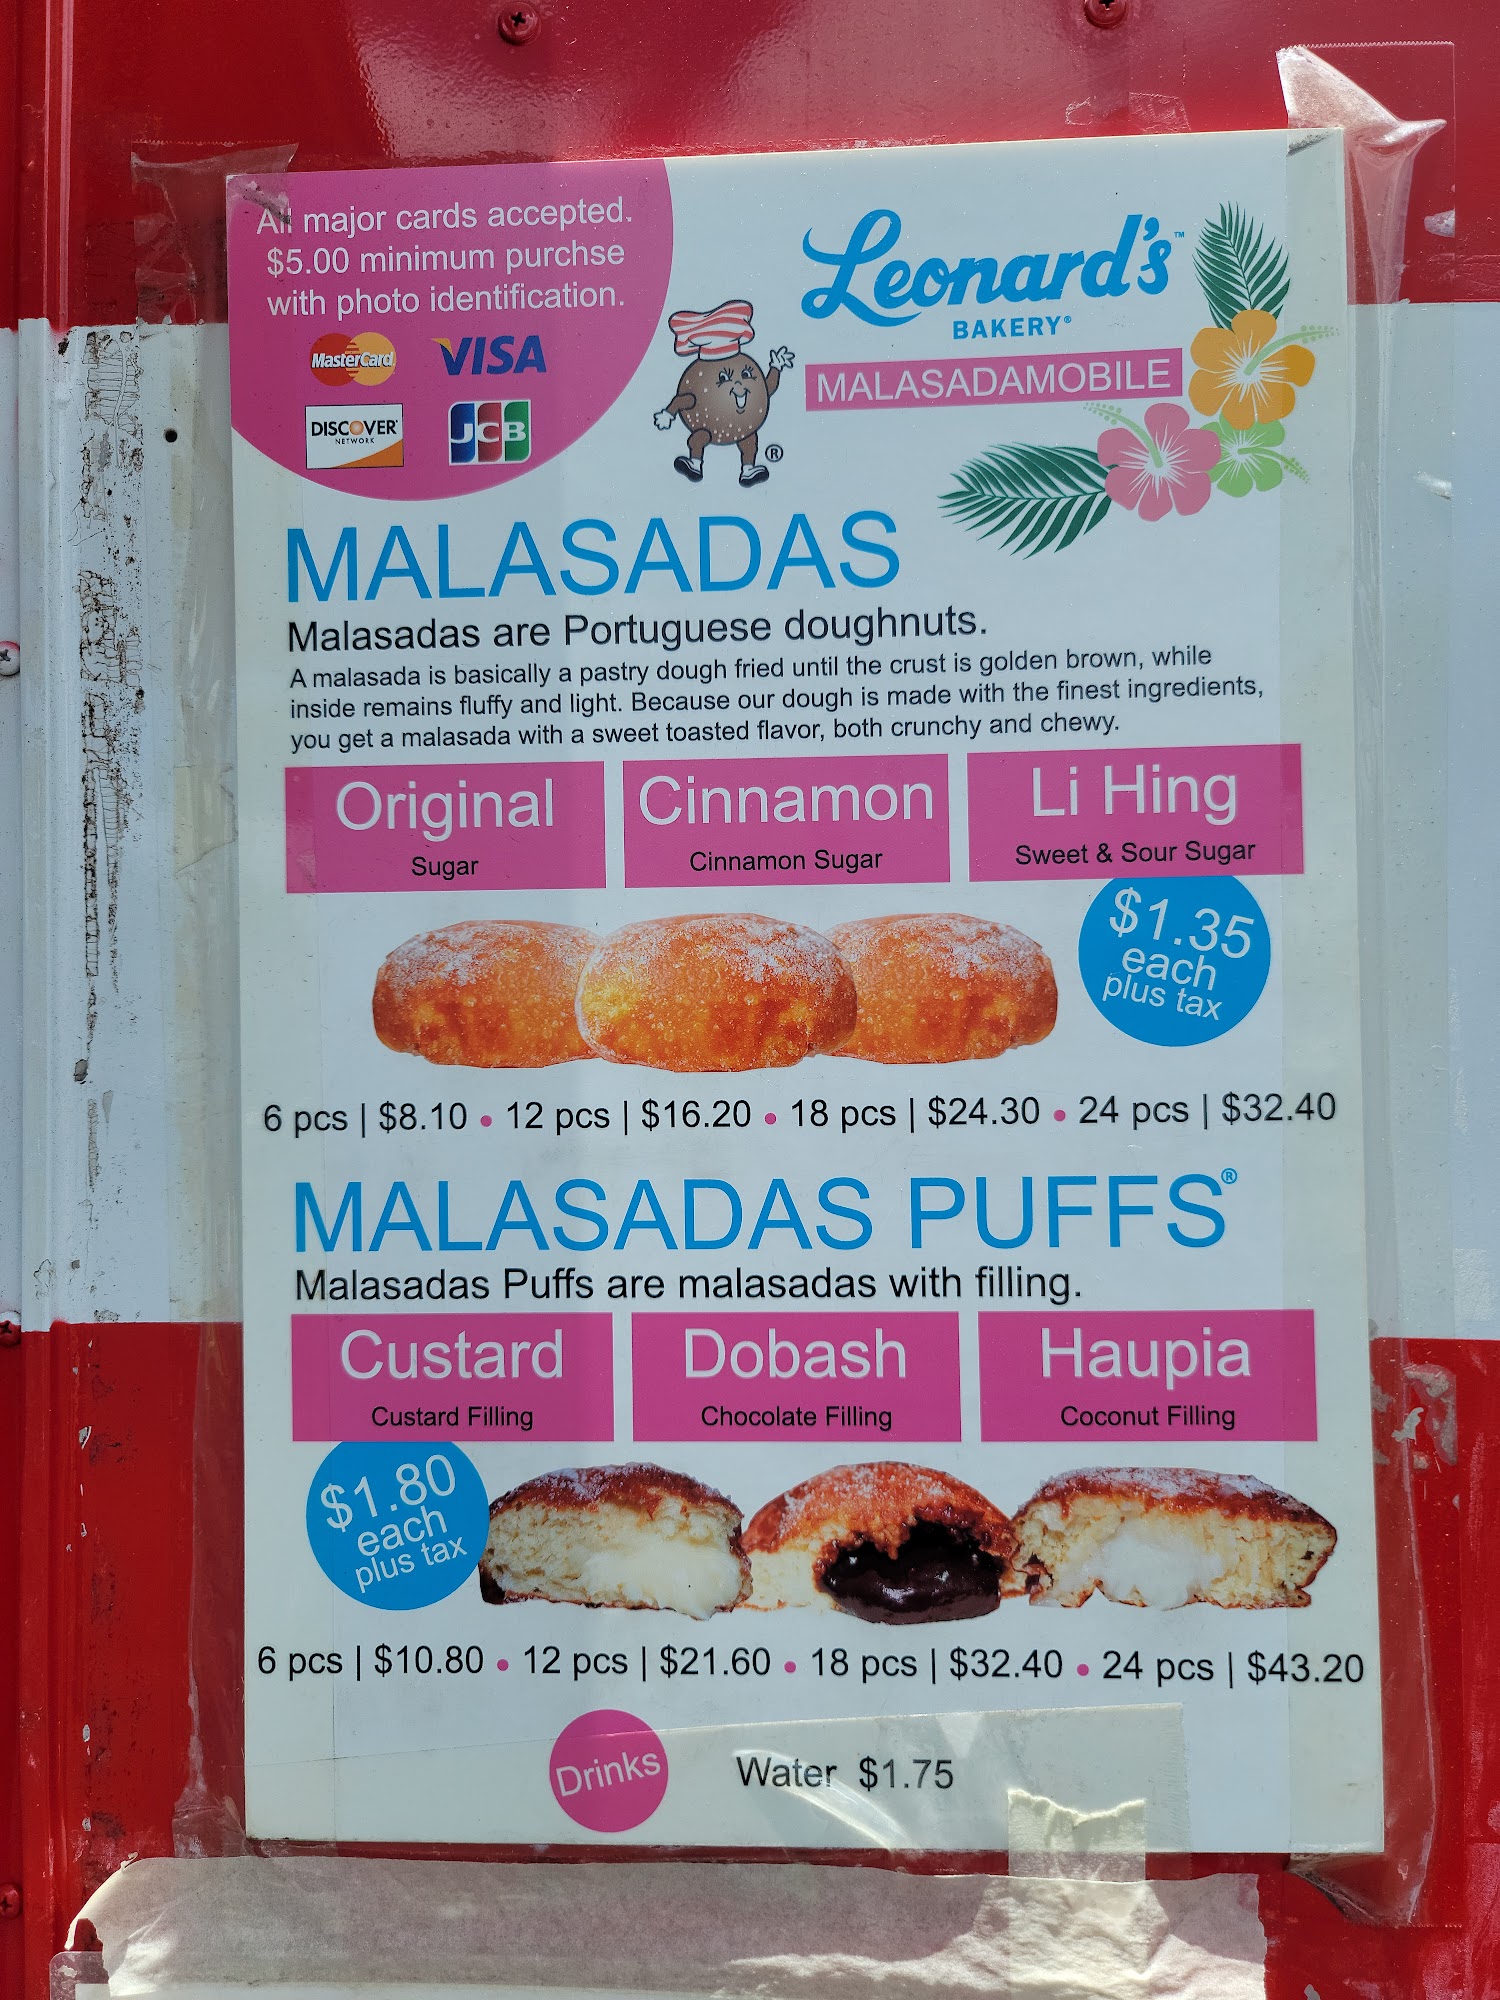 All major cards accepted.
$5.00 minimum purchse
with photo identification.
MasterCard
VISA
DISCOVER
NETWORK
JCB
Leonard's™
BAKERY®
MALASADAMOBILE
®
MALASADAS
Malasadas are Portuguese doughnuts.
A malasada is basically a pastry dough fried until the crust is golden brown, while
inside remains fluffy and light. Because our dough is made with the finest ingredients,
you get a malasada with a sweet toasted flavor, both crunchy and chewy.
Original
Sugar
Cinnamon
Cinnamon Sugar
Li Hing
Sweet & Sour Sugar
$1.35
each
plus tax
6 pcs | $8.10 • 12 pcs | $16.20 • 18 pcs | $24.30 • 24 pcs | $32.40
MALASADAS PUFFS®
Malasadas Puffs are malasadas with filling.
Custard
Custard Filling
Dobash
Chocolate Filling
Haupia
Coconut Filling
$1.80
each
plus tax
6 pcs | $10.80 • 12 pcs | $21.60 • 18 pcs | $32.40 • 24 pcs | $43.20
Drinks
Water $1.75